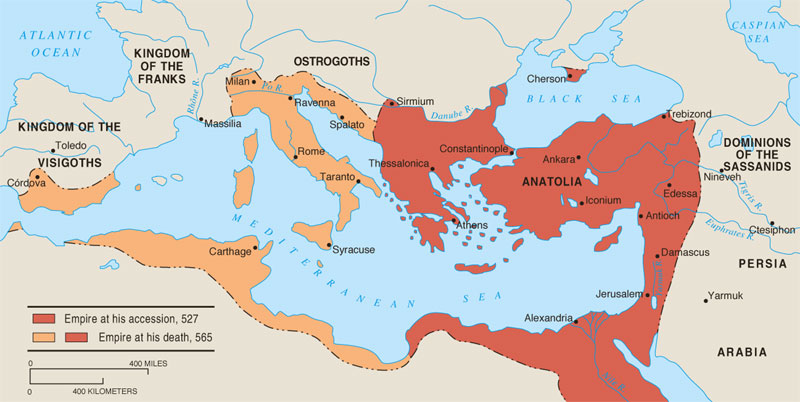 ATLANTIC
OCEAN
KINGDOM
OF THE
FRANKS
OSTROGOTHS
CASPIAN
SEA
Milan
Po R.
Ravenna
Rhône R.
Massilia
Spalato
Sirmium
Danube R.
Cherson
BLACK SEA
Trebizond
KINGDOM OF THE
VISIGOTHS
Toledo
Córdova
Rome
Taranto
Thessalonica
Constantinople
Ankara
ANATOLIA
Iconium
Edessa
Antioch
DOMINIONS
OF THE
SASSANIDS
Nineveh
Tigris R.
Euphrates R.
Ctesiphon
Athens
Syracuse
Carthage
MEDITERRANEAN SEA
Damascus
PERSIA
Jerusalem
Yarmuk
Alexandria
Nile R.
ARABIA
Empire at his accession, 527
Empire at his death, 565
0 400 MILES
0 400 KILOMETERS